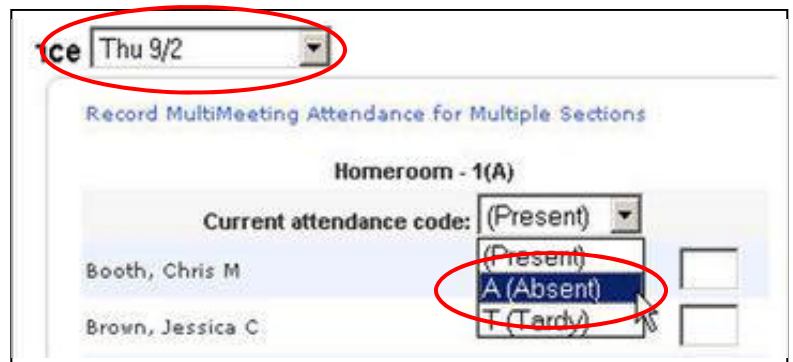 ce Thu 9/2
Record MultiMeeting Attendance for Multiple Sections
Homeroom - 1(A)
Current attendance code: (Present)
(Present)
Booth, Chris M
A (Absent)
Brown, Jessica C
T (Tardy)